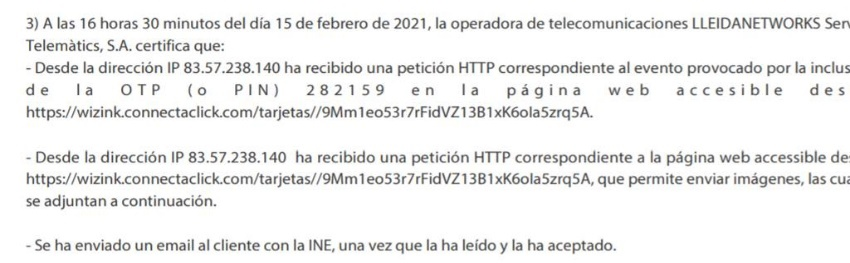 3) A las 16 horas 30 minutos del día 15 de febrero de 2021, la operadora de telecomunicaciones LLEIDANETWORKS Serv
Telemàtics, S.A. certifica que:
- Desde la dirección IP 83.57.238.140 ha recibido una petición HTTP correspondiente al evento provocado por la inclus
de la OTP (o PIN) 282159 en la página web accesible des
https://wizink.connectaclick.com/tarjetas//9Mm1eo53r7rFidVZ13B1xK6oIa5zrq5A.
- Desde la dirección IP 83.57.238.140 ha recibido una petición HTTP correspondiente a la página web accessible de
https://wizink.connectaclick.com/tarjetas//9Mm1eo53r7rFidVZ13B1xK6oIa5zrq5A, que permite enviar imágenes, las cua
se adjuntan a continuación.
- Se ha enviado un email al cliente con la INE, una vez que la ha leído y la ha aceptado.